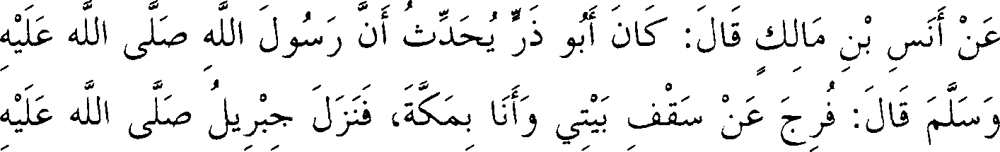 عَنْ أَنَسِ بْنِ مَالِكٍ قَالَ: كَانَ أَبُو ذَرٍّ يُحَدِّثُ أَنَّ رَسُولَ اللَّهِ صَلَّى اللَّه عَلَيْهِ
وَسَلَّمَ قَالَ: فُرِجَ عَنْ سَقْفِ بَيْتِي وَأَنَا بِمَكَّةَ، فَنَزَلَ جِبْرِيلُ صَلَّى اللَّه عَلَيْهِ